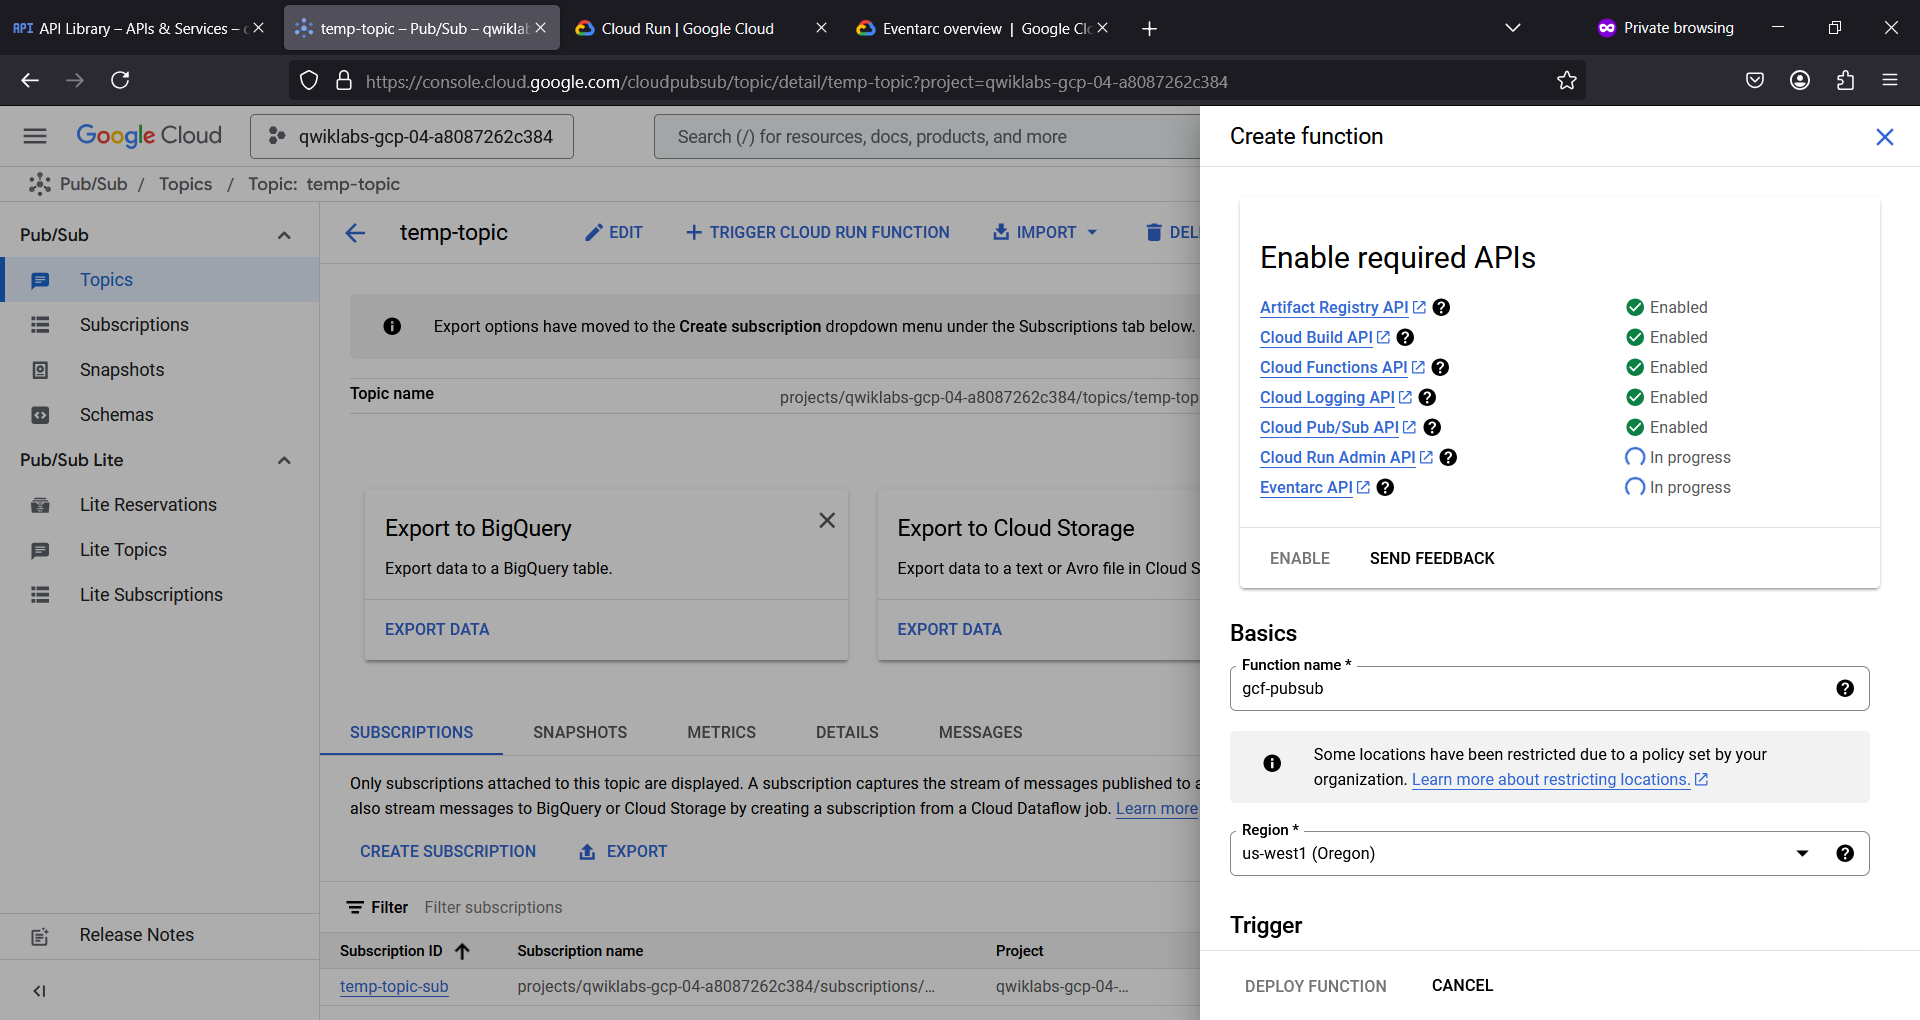 API API Library – APIs & Services –
temp-topic – Pub/Sub – qwiklab
Cloud Run | Google Cloud
Eventarc overview | Google Clo
Private browsing
https://console.cloud.google.com/cloudpubsub/topic/detail/temp-topic?project=qwiklabs-gcp-04-a8087262c384
Google Cloud
qwiklabs-gcp-04-a8087262c384
Search (/) for resources, docs, products, and more
Pub/Sub / Topics / Topic: temp-topic
Pub/Sub
Topics
Subscriptions
Snapshots
Schemas
Pub/Sub Lite
Lite Reservations
Lite Topics
Lite Subscriptions
Release Notes
temp-topic
EDIT
TRIGGER CLOUD RUN FUNCTION
IMPORT
DEL
Export options have moved to the Create subscription dropdown menu under the Subscriptions tab below.
Topic name
projects/qwiklabs-gcp-04-a8087262c384/topics/temp-top
Export to BigQuery
Export data to a BigQuery table.
EXPORT DATA
Export to Cloud Storage
Export data to a text or Avro file in Cloud S
EXPORT DATA
SUBSCRIPTIONS
SNAPSHOTS
METRICS
DETAILS
MESSAGES
Only subscriptions attached to this topic are displayed. A subscription captures the stream of messages published to a
also stream messages to BigQuery or Cloud Storage by creating a subscription from a Cloud Dataflow job. Learn more
CREATE SUBSCRIPTION
EXPORT
Filter Filter subscriptions
Subscription ID Subscription name Project
temp-topic-sub projects/qwiklabs-gcp-04-a8087262c384/subscriptions/... qwiklabs-gcp-04-...
Create function
Enable required APIs
Artifact Registry API Enabled
Cloud Build API Enabled
Cloud Functions API Enabled
Cloud Logging API Enabled
Cloud Pub/Sub API Enabled
Cloud Run Admin API In progress
Eventarc API In progress
ENABLE
SEND FEEDBACK
Basics
Function name *
gcf-pubsub
Some locations have been restricted due to a policy set by your
organization. Learn more about restricting locations.
Region *
us-west1 (Oregon)
Trigger
DEPLOY FUNCTION
CANCEL